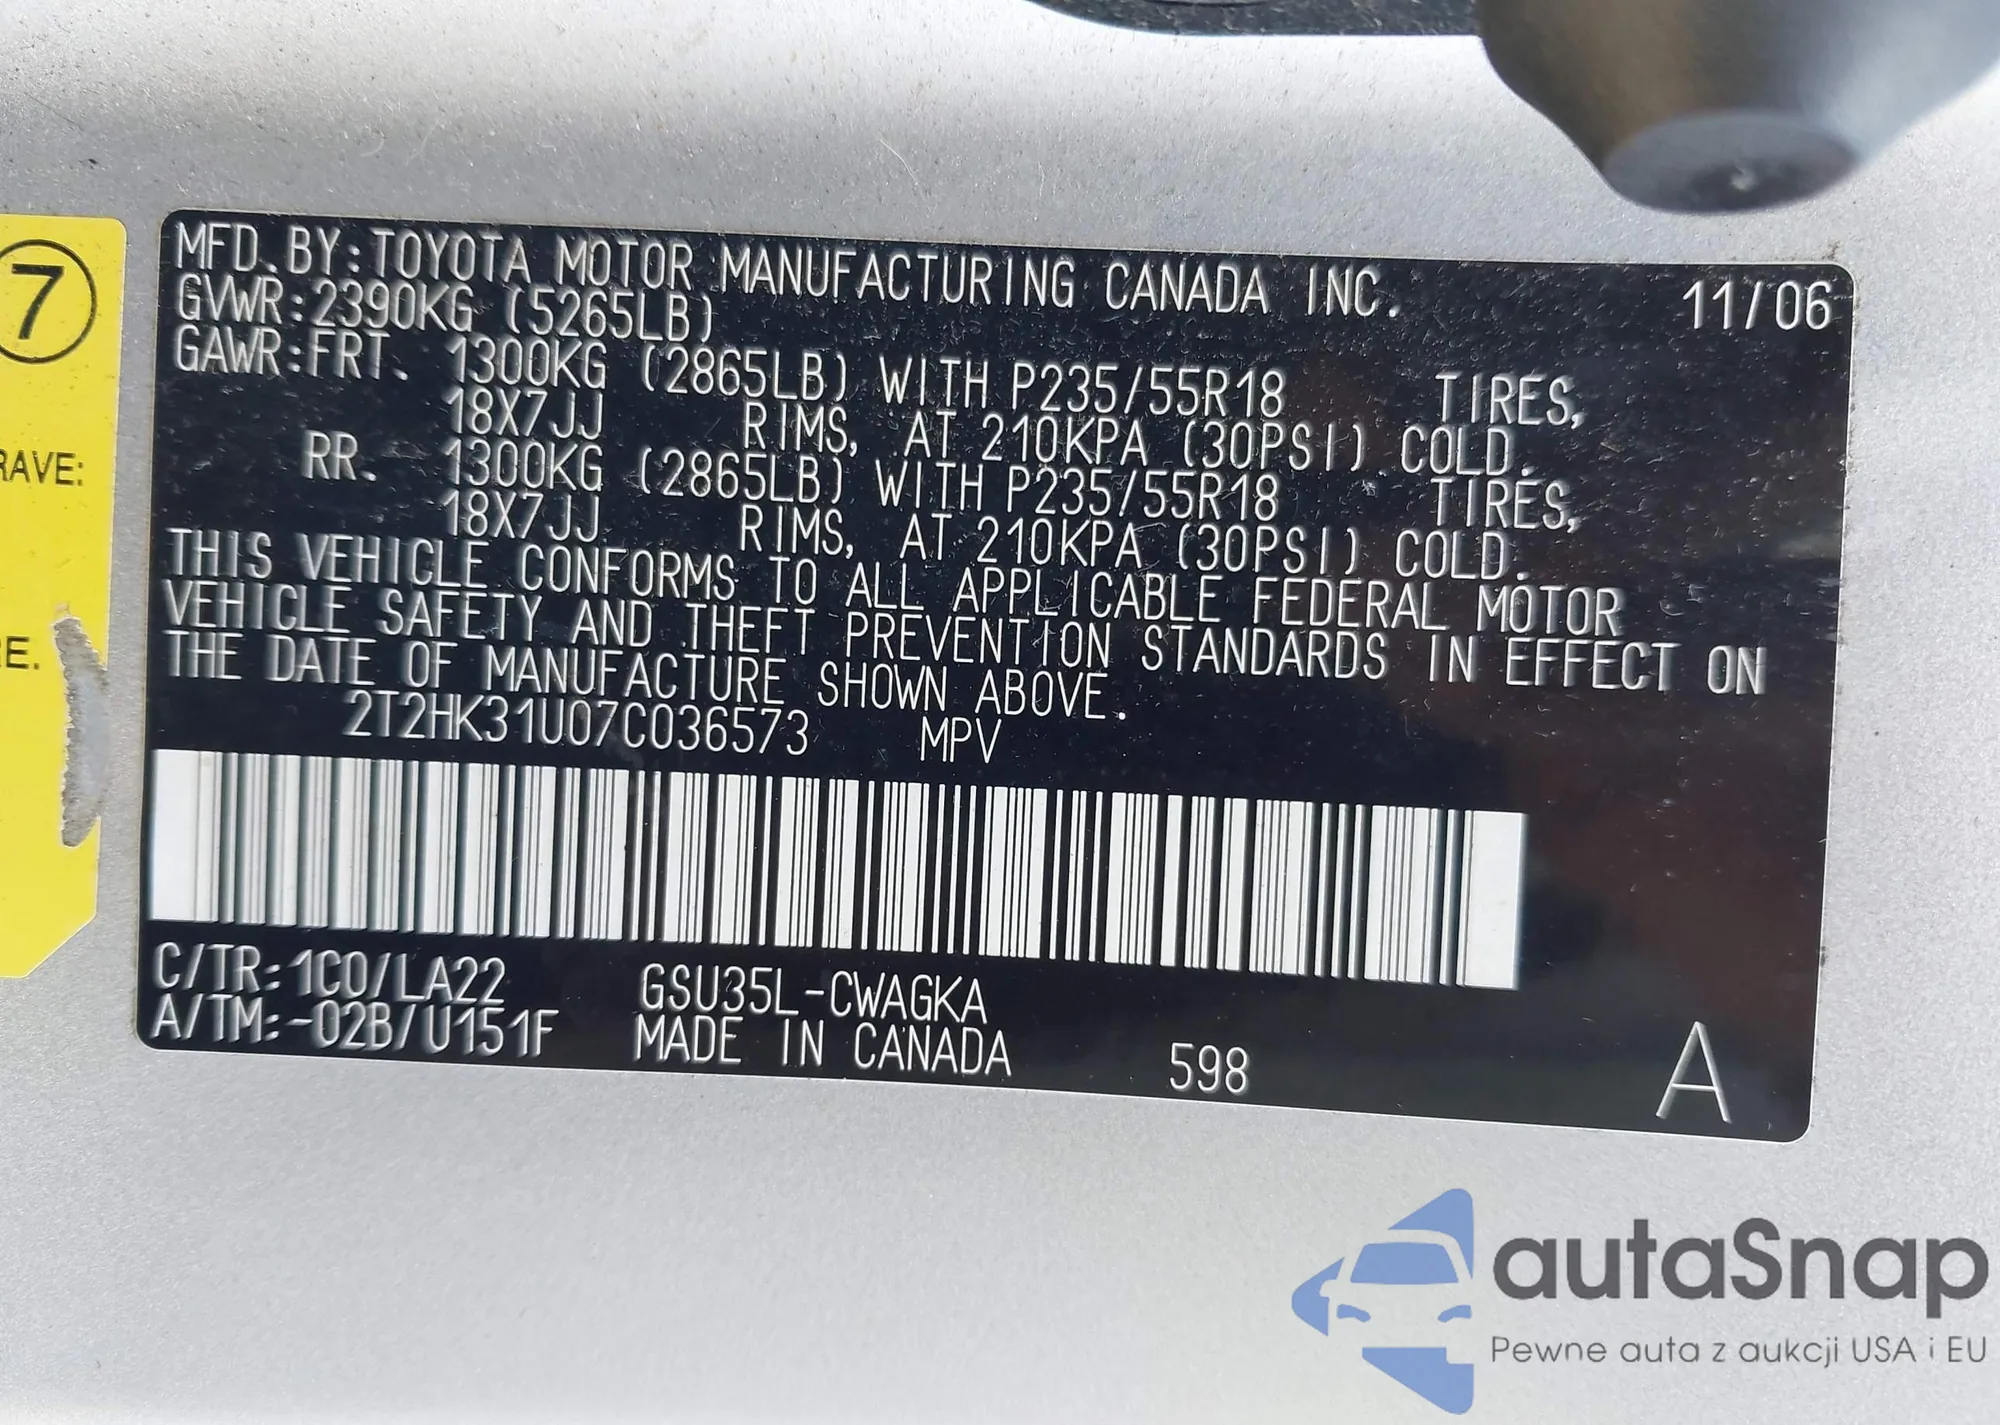 7
RAVE:
RE.
MFD.BY:TOYOTA MOTOR MANUFACTURING CANADA INC. 11/06
GVWR:2390KG (5265LB)
GAWR:FRT. 1300KG (2865LB) WITH P235/55R18 TIRES,
18X7JJ RIMS, AT 210KPA (30PSI) COLD.
RR. 1300KG (2865LB) WITH P235/55R18 TIRES,
18X7JJ RIMS, AT 210KPA (30PSI) COLD.
THIS VEHICLE CONFORMS TO ALL APPLICABLE FEDERAL MOTOR
VEHICLE SAFETY AND THEFT PREVENTION STANDARDS IN EFFECT ON
THE DATE OF MANUFACTURE SHOWN ABOVE.
2T2HK31U07C036573 MPV
C/TR:1C0/LA22 GSU35L-CWAGKA
A/TM:-02B/U151F MADE IN CANADA 598 A
autaSnap
Pewne auta z aukcji USA i EU